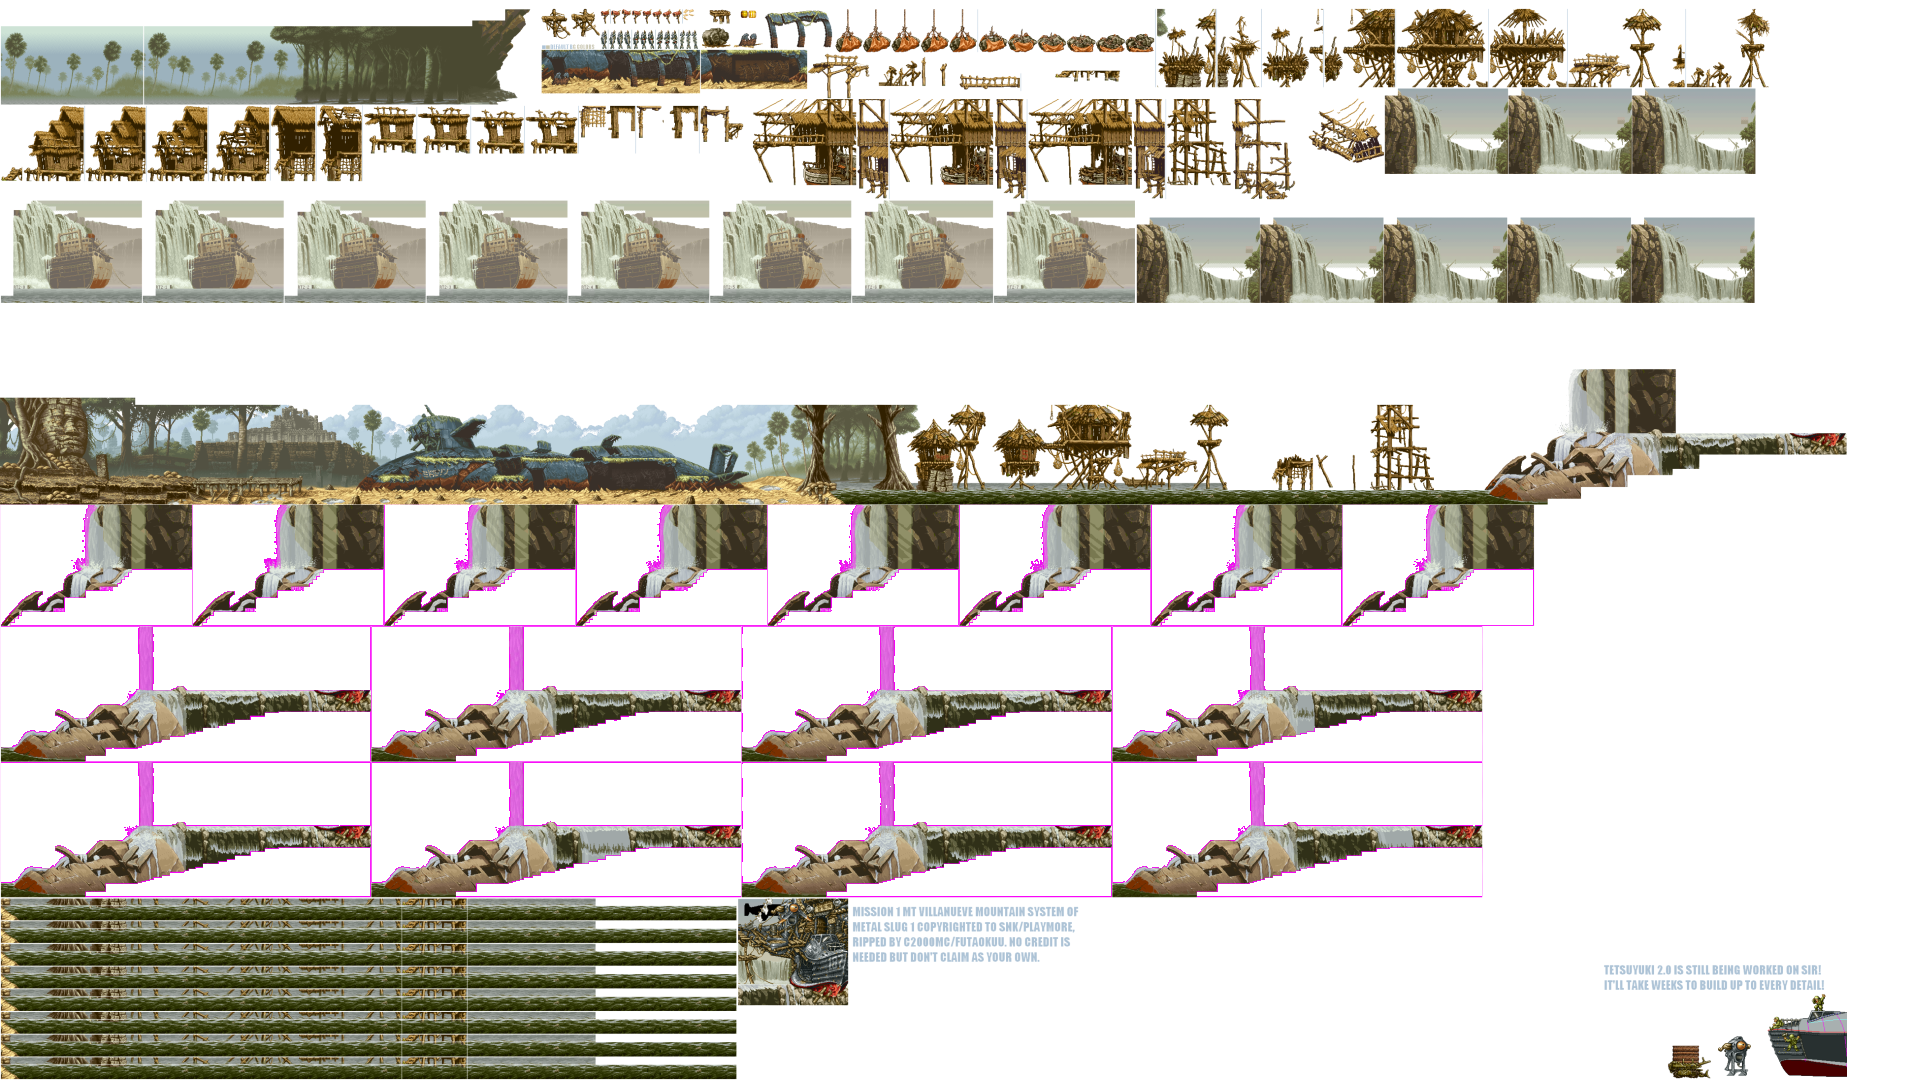 MISSION 1 MT VILLANUEVE MOUNTAIN SYSTEM OF
METAL SLUG 1 COPYRIGHTED TO SNK/PLAYMORE,
RIPPED BY C2000MC/FUTAOKUU. NO CREDIT IS
NEEDED BUT DON'T CLAIM AS YOUR OWN.
TETSUYUKI 2.0 IS STILL BEING WORKED ON SIR!
IT'LL TAKE WEEKS TO BUILD UP TO EVERY DETAIL!